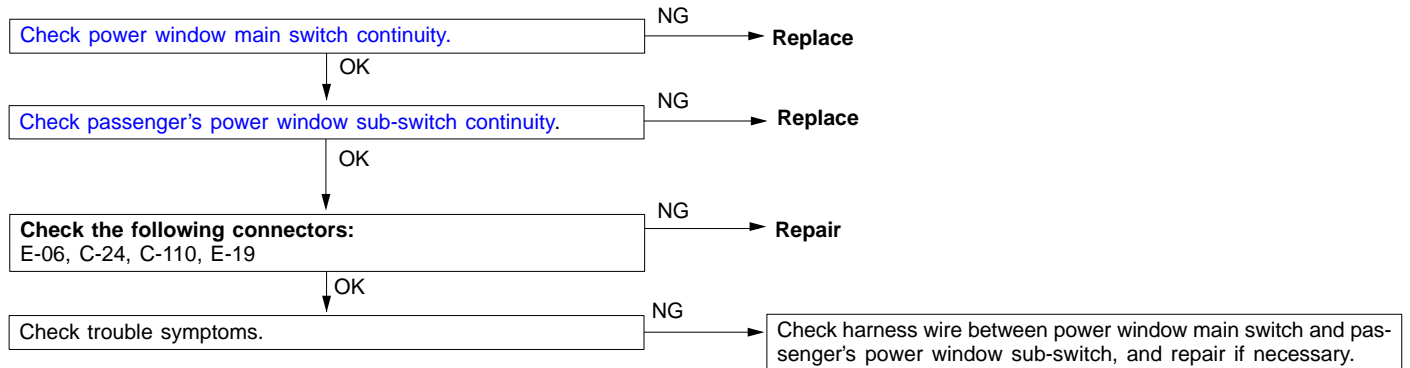 NG
Check power window main switch continuity.
Replace
OK
NG
Check passenger's power window sub-switch continuity.
Replace
OK
NG
Check the following connectors:
E-06, C-24, C-110, E-19
Repair
OK
NG
Check trouble symptoms.
Check harness wire between power window main switch and pas-
senger's power window sub-switch, and repair if necessary.